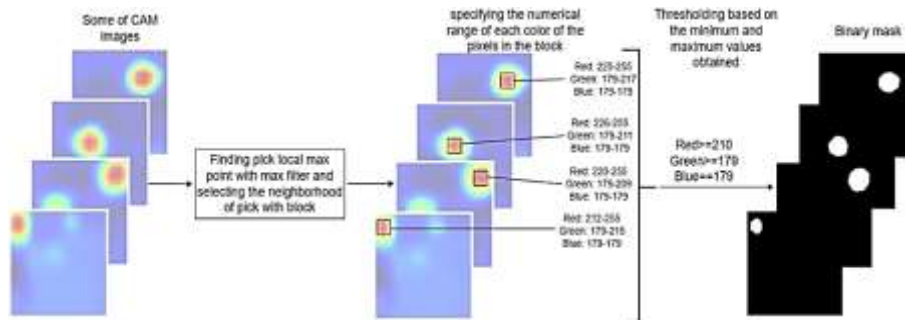 Some of CAM
images
Finding pick local max
point with max filter and
selecting the neighborhood
of pick with block
specifying the numerical
range of each color of the
pixels in the block
Red: 225-255
Green: 179-217
Blue: 179-179
Red: 226-255
Green: 179-211
Blue: 179-179
Red: 220-255
Green: 179-209
Blue: 179-179
Red: 212-255
Green: 179-215
Blue: 179-179
Thresholding based on
the minimum and
maximum values
obtained
Red>=210
Green>=179
Blue==179
Binary mask